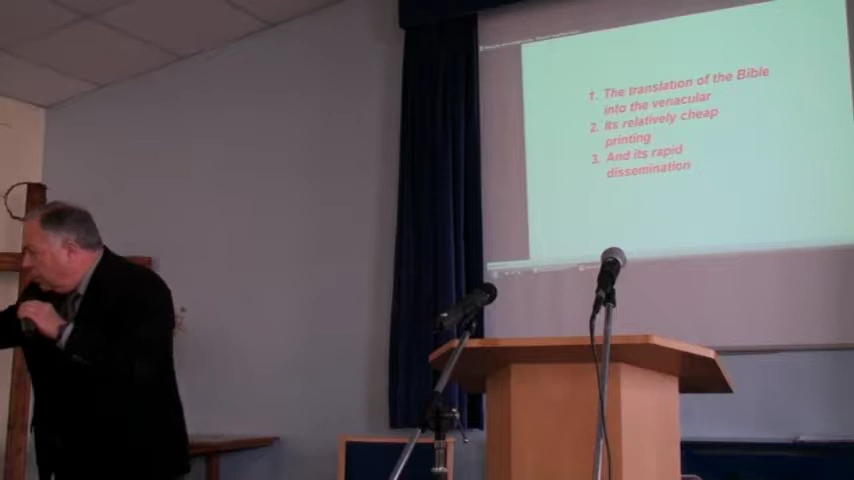 1. The translation of the Bible
into the venacular
2. Its relatively cheap
printing
3. And its rapid
dissemination